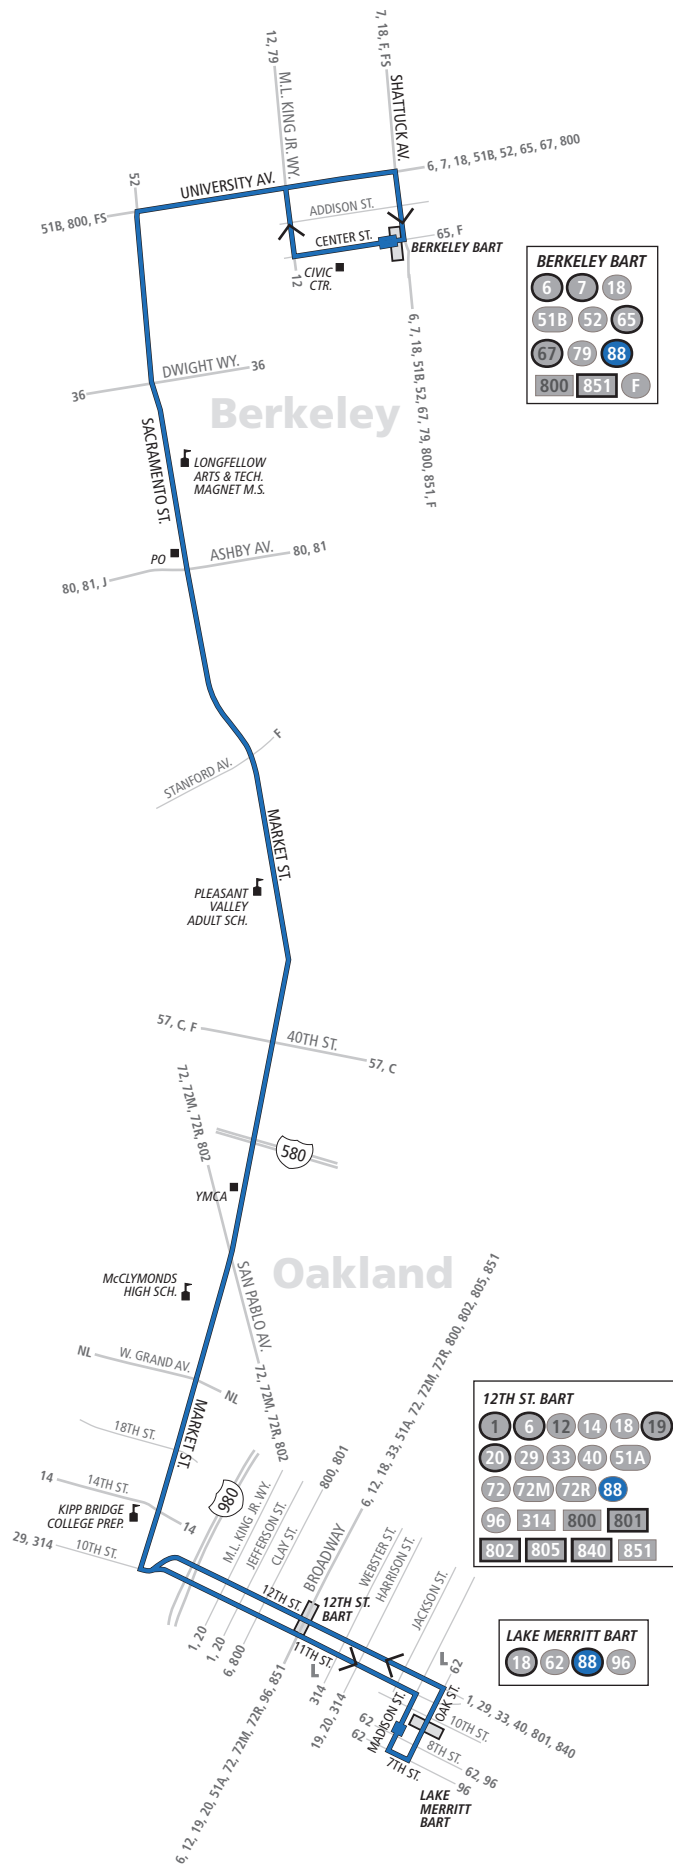 12, 79
M.L. KING JR. WY.
7, 18, F, FS
SHATTUCK AV.
52
UNIVERSITY AV.
6, 7, 18, 51B, 52, 65, 67, 800
51B, 800, FS
ADDISON ST.
CENTER ST.
65, F
BERKELEY BART
12
CIVIC
CTR.
6, 7, 18, 51B, 52, 67, 79, 800, 851, F
BERKELEY BART
6 7 18
51B 52 65
67 79 88
800 851 F
36
DWIGHT WY.
36
Berkeley
SACRAMENTO ST.
LONGFELLOW
ARTS & TECH.
MAGNET M.S.
PO
ASHBY AV.
80, 81
80, 81, J
F
STANFORD AV.
MARKET ST.
PLEASANT
VALLEY
ADULT SCH.
57, C, F
40TH ST.
57, C
72, 72M, 72R, 802
580
YMCA
Oakland
McCLYMONDS
HIGH SCH.
SAN PABLO AV.
72, 72M, 72R, 802
NL
W. GRAND AV.
NL
18TH ST.
MARKET ST.
14
14TH ST.
14
KIPP BRIDGE
COLLEGE PREP.
29, 314
10TH ST.
980
M.L. KING JR. WY.
JEFFERSON ST.
CLAY ST.
800, 801
BROADWAY
6, 12, 18, 33, 51A, 72, 72M, 72R, 800, 802, 805, 851
WEBSTER ST.
HARRISON ST.
JACKSON ST.
12TH ST.
12TH ST.
BART
11TH ST.
1, 20
1, 20
6, 800
6, 12, 19, 20, 51A, 72, 72M, 72R, 96, 851
L
314
19, 20, 314
L
62
1, 29, 33, 40, 801, 840
OAK ST.
MADISON ST.
10TH ST.
62
62
8TH ST.
62, 96
7TH ST.
96
LAKE
MERRITT
BART
12TH ST. BART
1 6 12 14 18 19
20 29 33 40 51A
72 72M 72R 88
96 314 800 801
802 805 840 851
LAKE MERRITT BART
18 62 88 96